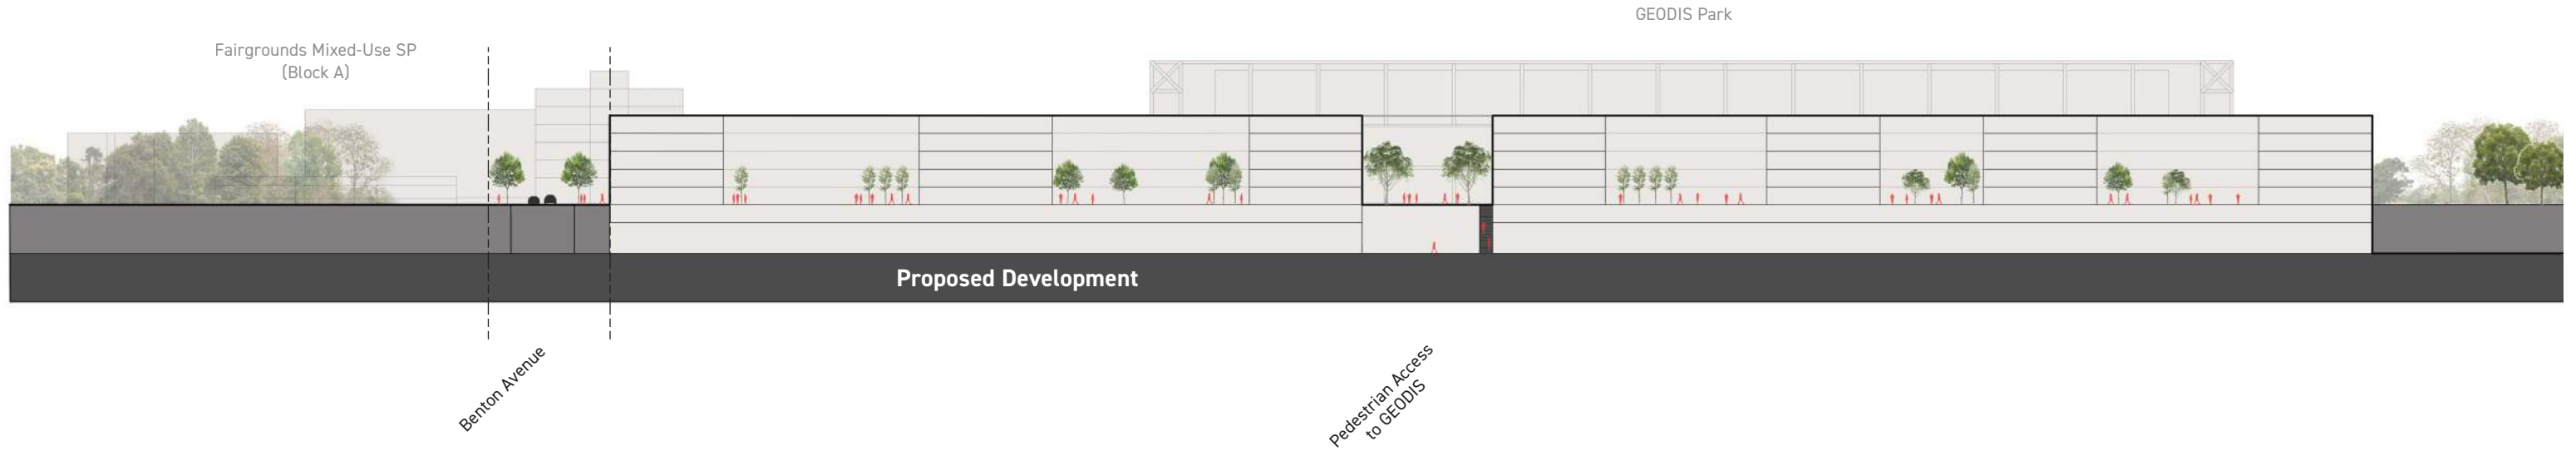 GEODIS Park
Fairgrounds Mixed-Use SP
(Block A)
Proposed Development
Benton Avenue
Pedestrian Access
to GEODIS